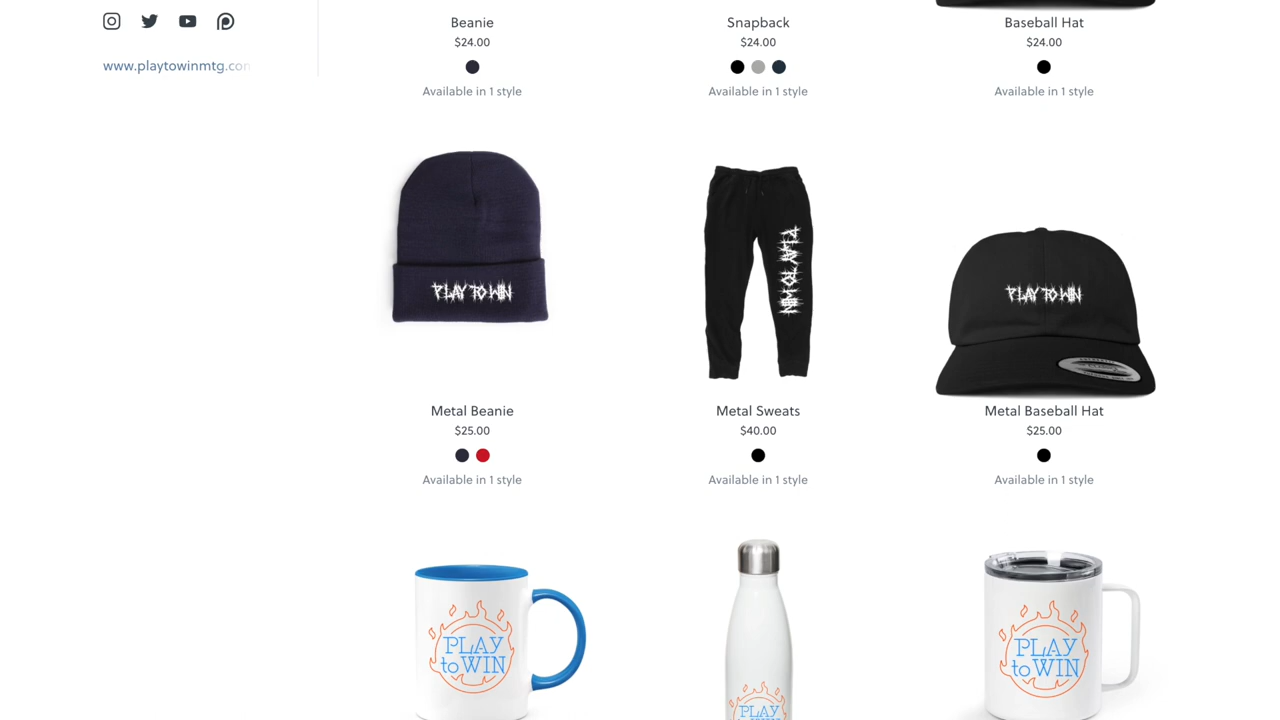 Beanie
$24.00
Available in 1 style
Snapback
$24.00
Available in 1 style
Baseball Hat
$24.00
Available in 1 style
www.playtowinmtg.com
PLAY TO WIN
Metal Beanie
$25.00
Available in 1 style
PLAY TO WIN
Metal Sweats
$40.00
Available in 1 style
PLAY TO WIN
Metal Baseball Hat
$25.00
Available in 1 style
PLAY
to WIN
PLAY
PLAY
to WIN